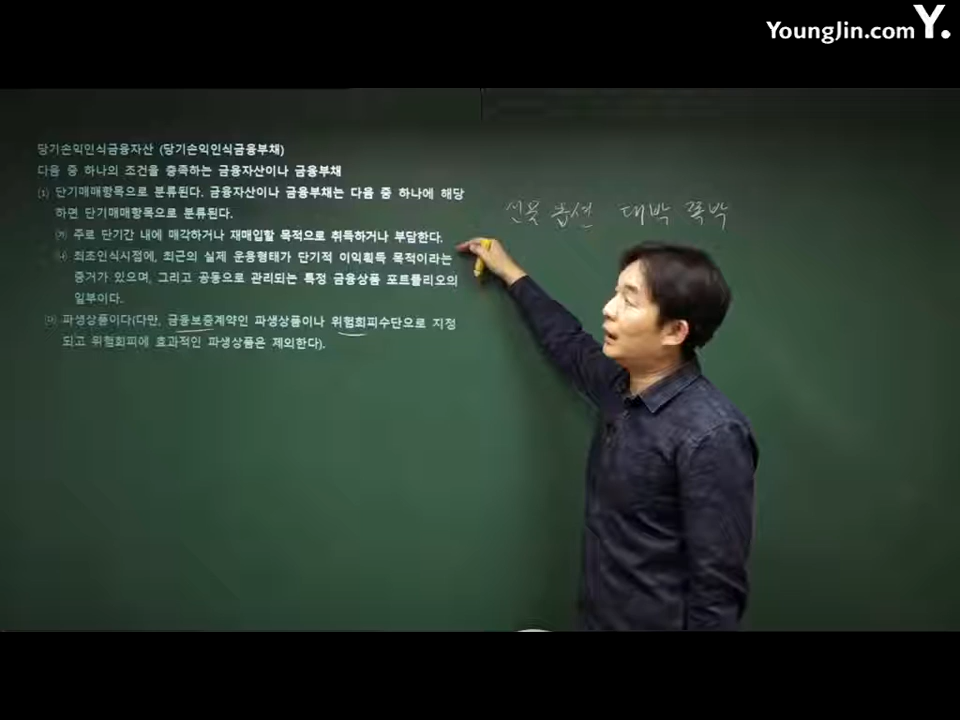 YoungJin.com Y.
당기손익인식금융자산 (당기손익인식금융부채)
다음 중 하나의 조건을 충족하는 금융자산이나 금융부채
(1) 단기매매항목으로 분류된다. 금융자산이나 금융부채는 다음 중 하나에 해당
하면 단기매매항목으로 분류된다.
㈎ 주로 단기간 내에 매각하거나 재매입할 목적으로 취득하거나 부담한다.
㈏ 최초인식시점에, 최근의 실제 운용형태가 단기적 이익획득 목적이라는
증거가 있으며, 그리고 공동으로 관리되는 특정 금융상품 포트폴리오의
일부이다.
㈐ 파생상품이다(다만, 금융보증계약인 파생상품이나 위험회피수단으로 지정
되고 위험회피에 효과적인 파생상품은 제외한다).
선물 옵션 대박 쪽박